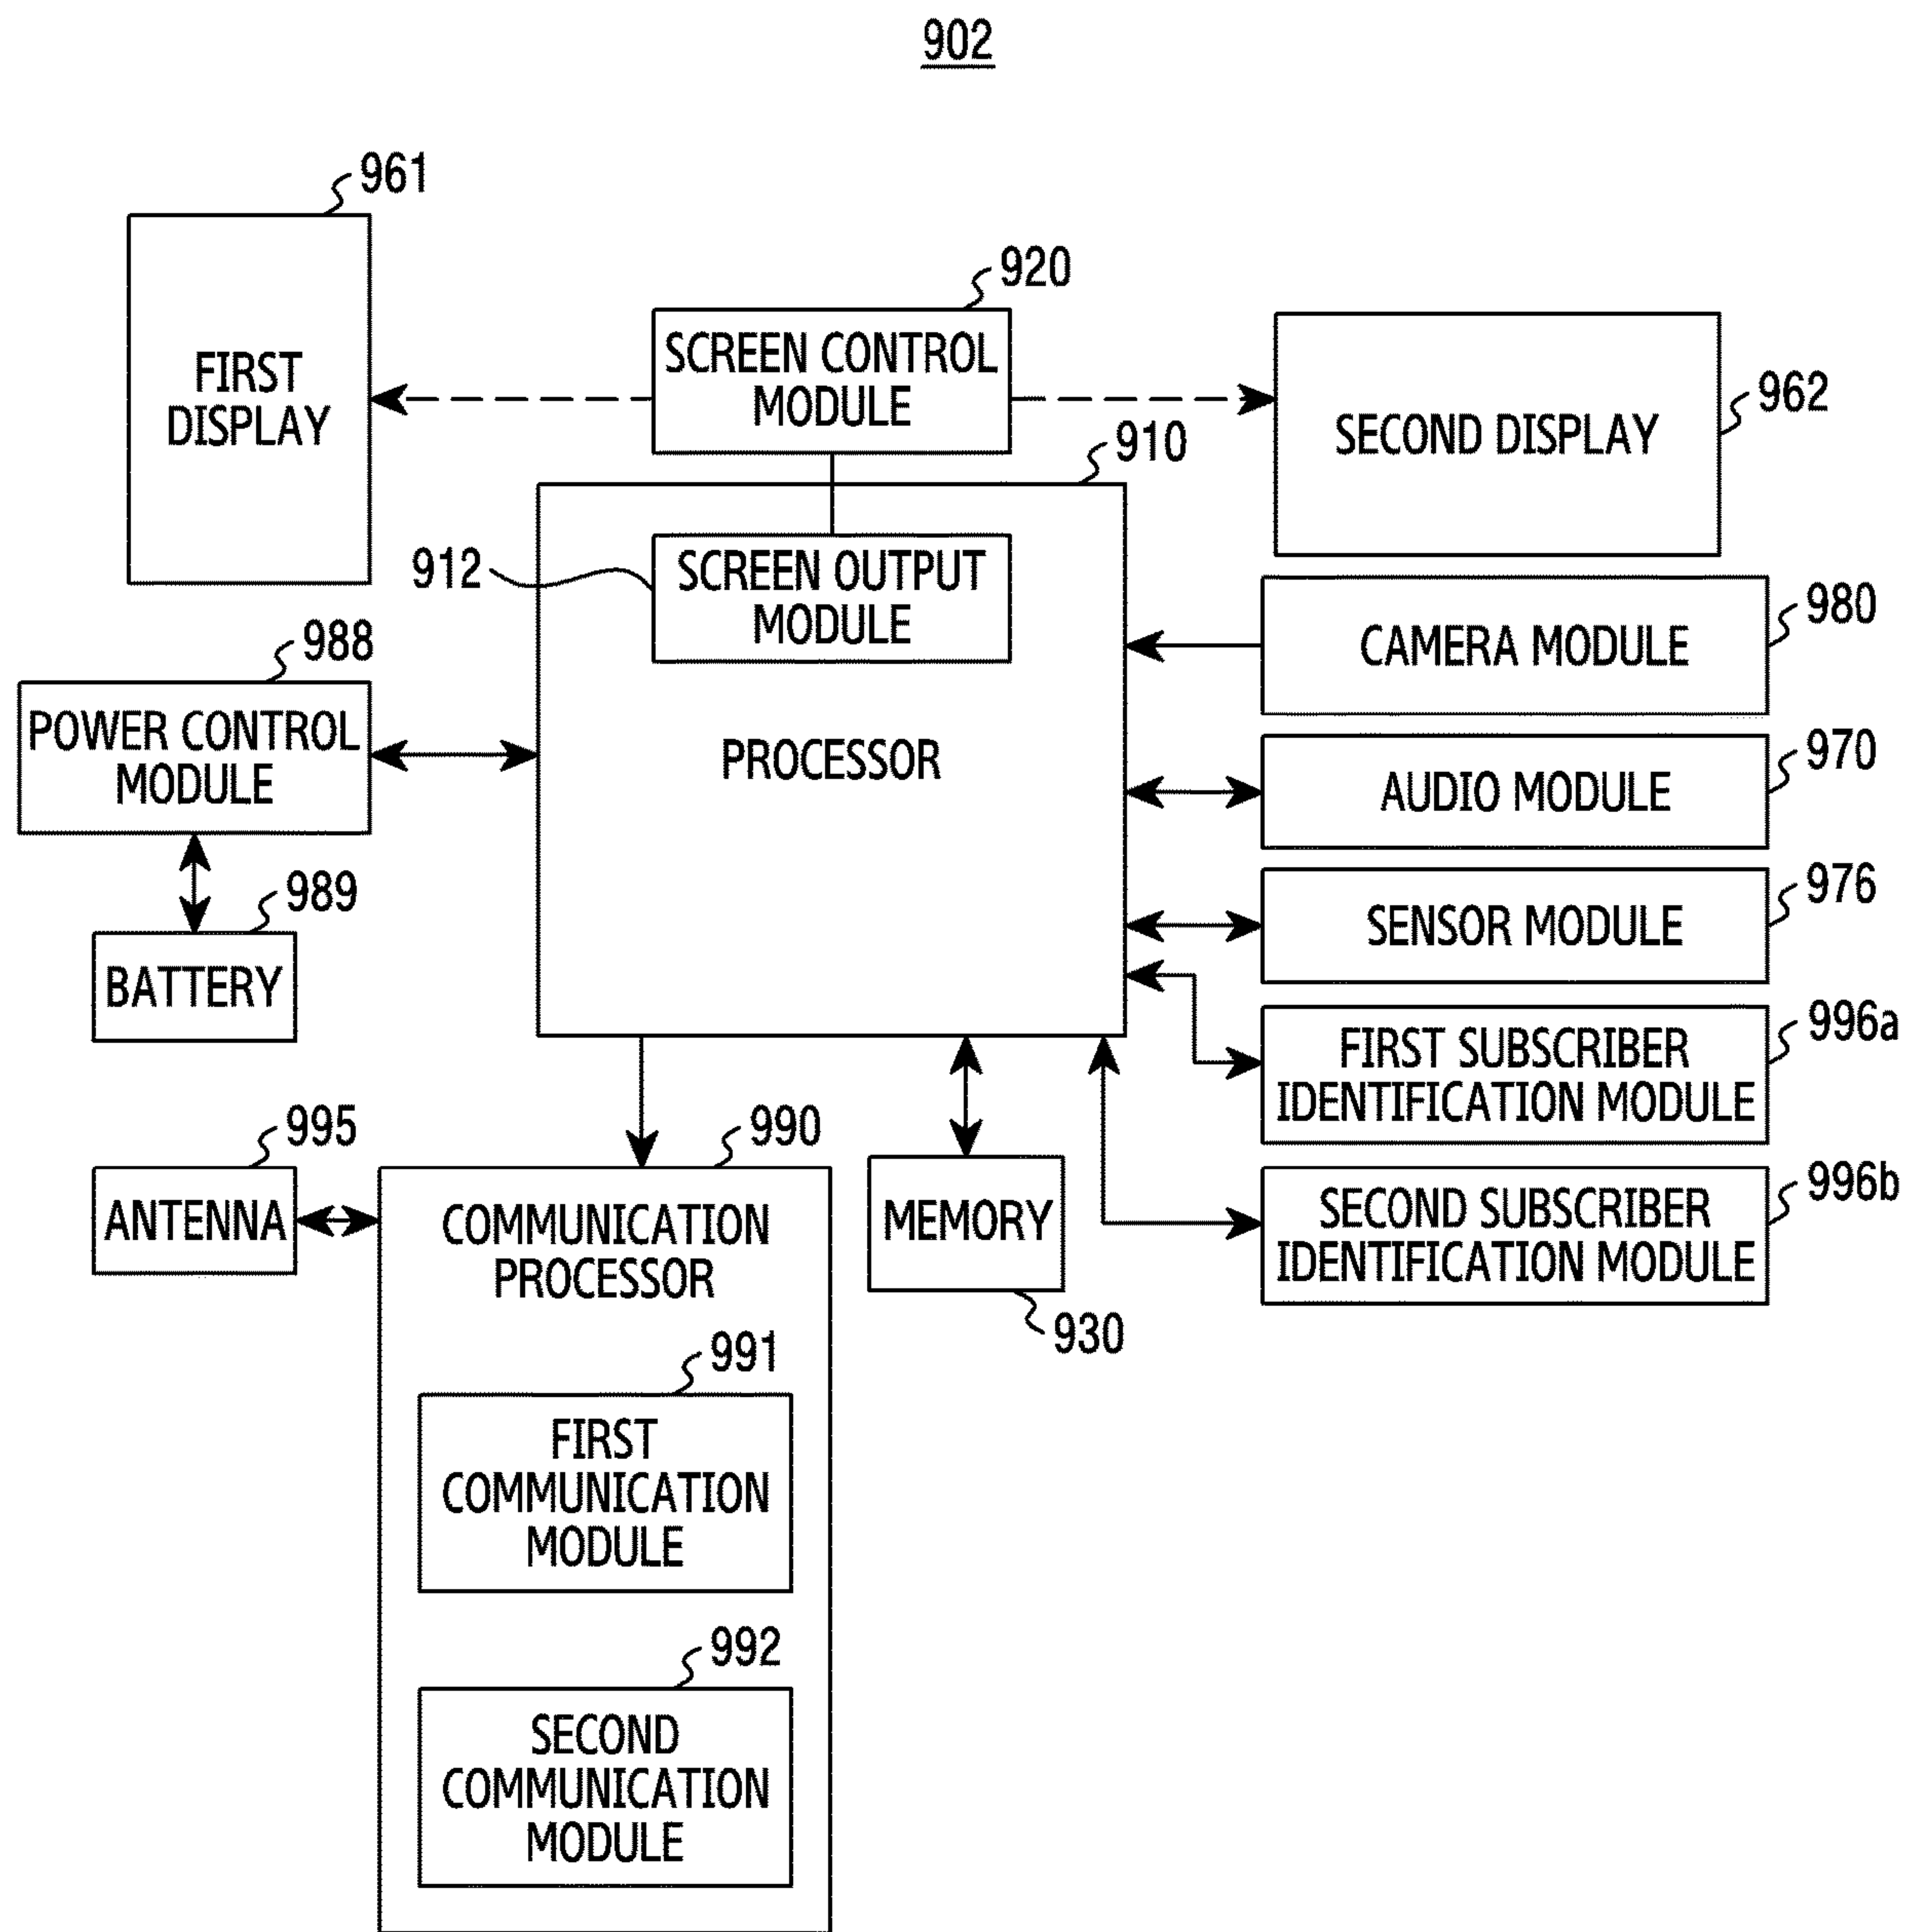 902
961
FIRST
DISPLAY
920
SCREEN CONTROL
MODULE
962
SECOND DISPLAY
910
912
SCREEN OUTPUT
MODULE
PROCESSOR
980
CAMERA MODULE
988
POWER CONTROL
MODULE
970
AUDIO MODULE
976
SENSOR MODULE
989
BATTERY
996a
FIRST SUBSCRIBER
IDENTIFICATION MODULE
996b
SECOND SUBSCRIBER
IDENTIFICATION MODULE
995
ANTENNA
990
COMMUNICATION
PROCESSOR
MEMORY
930
991
FIRST
COMMUNICATION
MODULE
992
SECOND
COMMUNICATION
MODULE